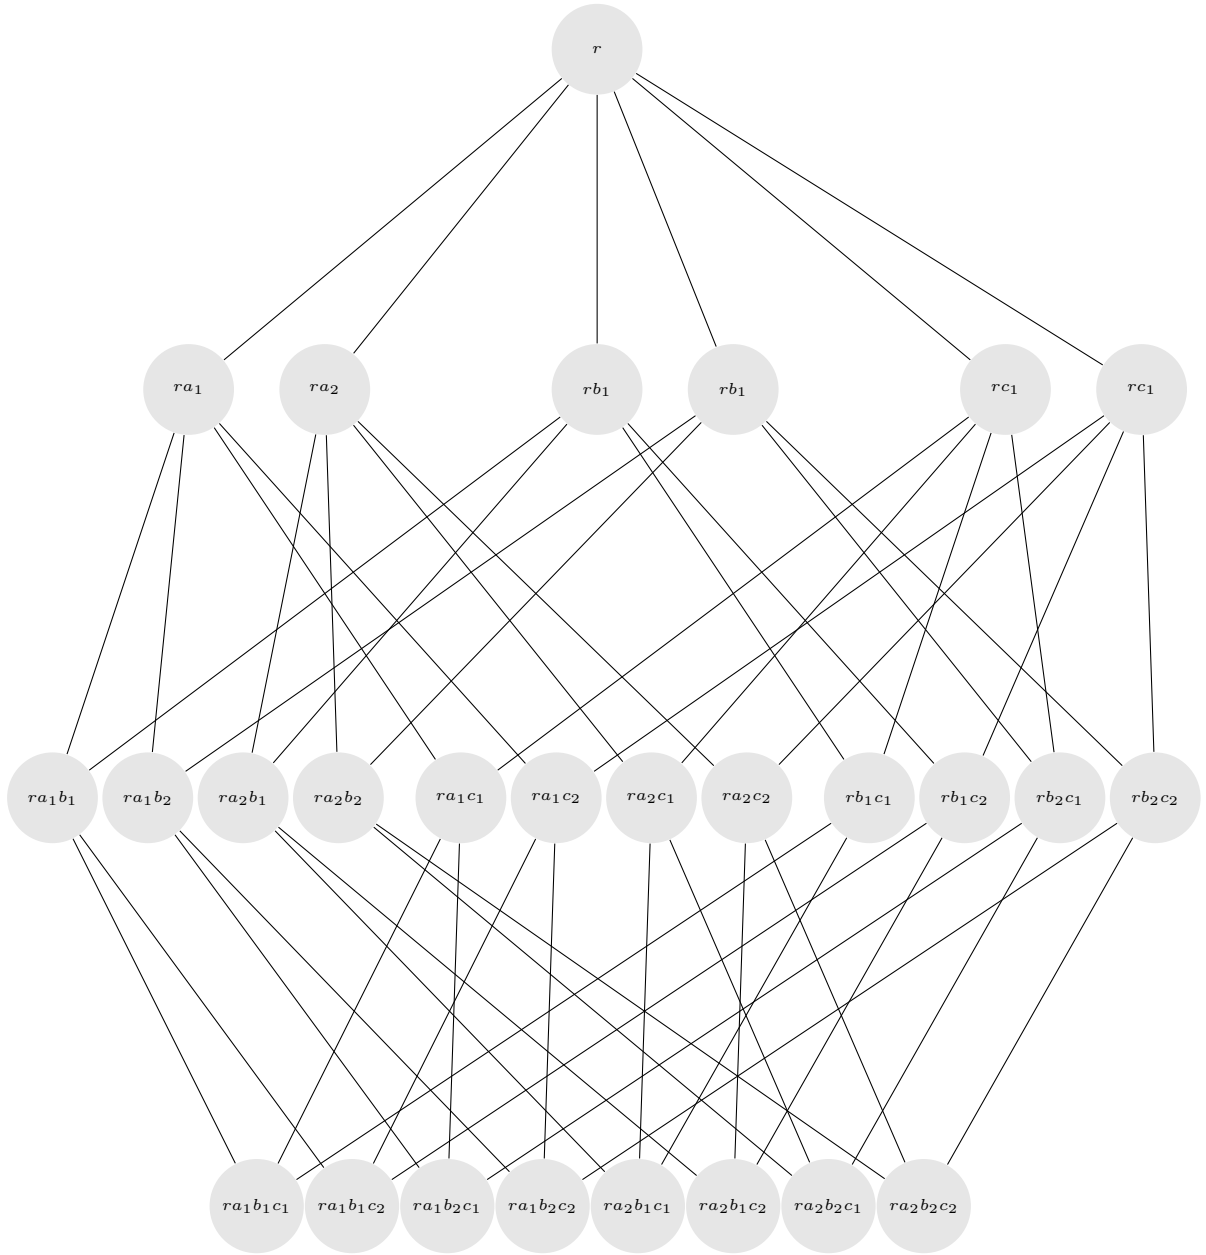 r
ra₁ ra₂ rb₁ rb₁ rc₁ rc₁
ra₁b₁ ra₁b₂ ra₂b₁ ra₂b₂ ra₁c₁ ra₁c₂ ra₂c₁ ra₂c₂ rb₁c₁ rb₁c₂ rb₂c₁ rb₂c₂
ra₁b₁c₁ ra₁b₁c₂ ra₁b₂c₁ ra₁b₂c₂ ra₂b₁c₁ ra₂b₁c₂ ra₂b₂c₁ ra₂b₂c₂